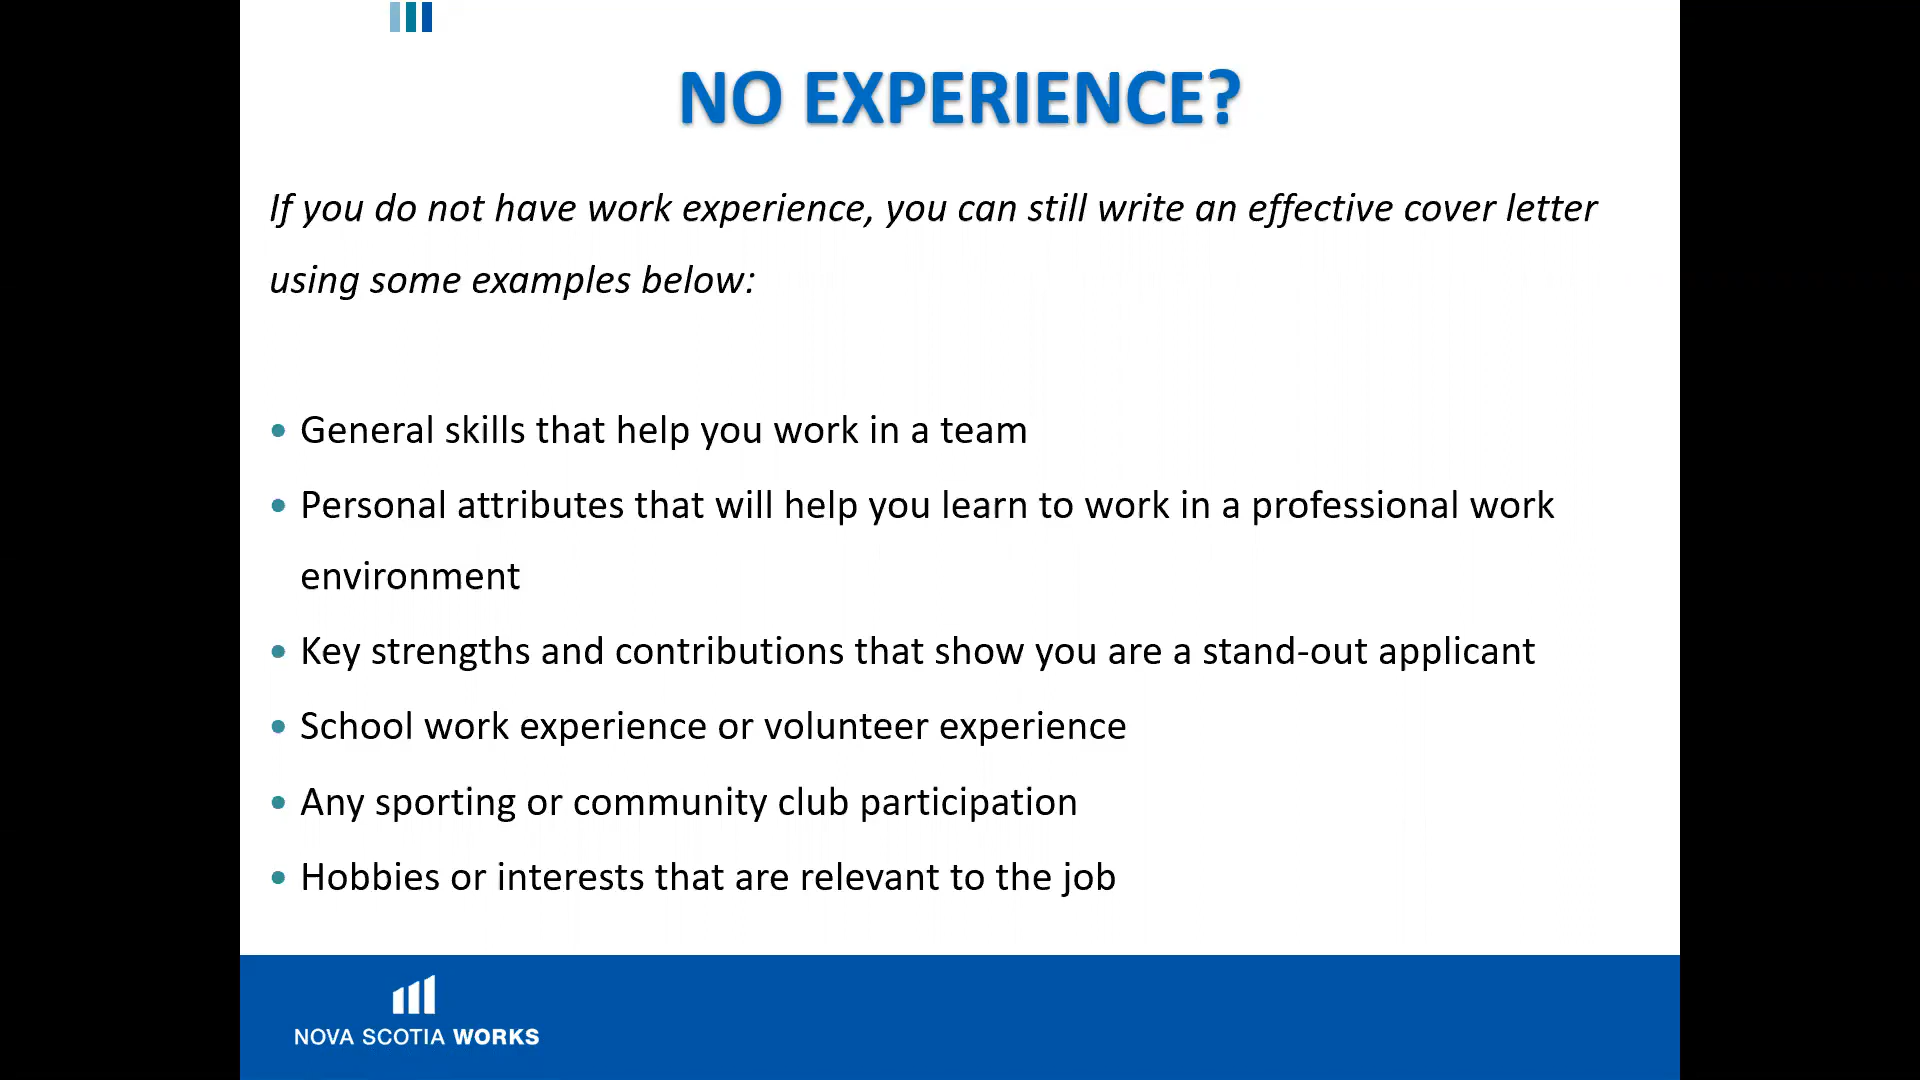 NO EXPERIENCE?
If you do not have work experience, you can still write an effective cover letter
using some examples below:
• General skills that help you work in a team
• Personal attributes that will help you learn to work in a professional work
environment
• Key strengths and contributions that show you are a stand-out applicant
• School work experience or volunteer experience
• Any sporting or community club participation
• Hobbies or interests that are relevant to the job
NOVA SCOTIA WORKS